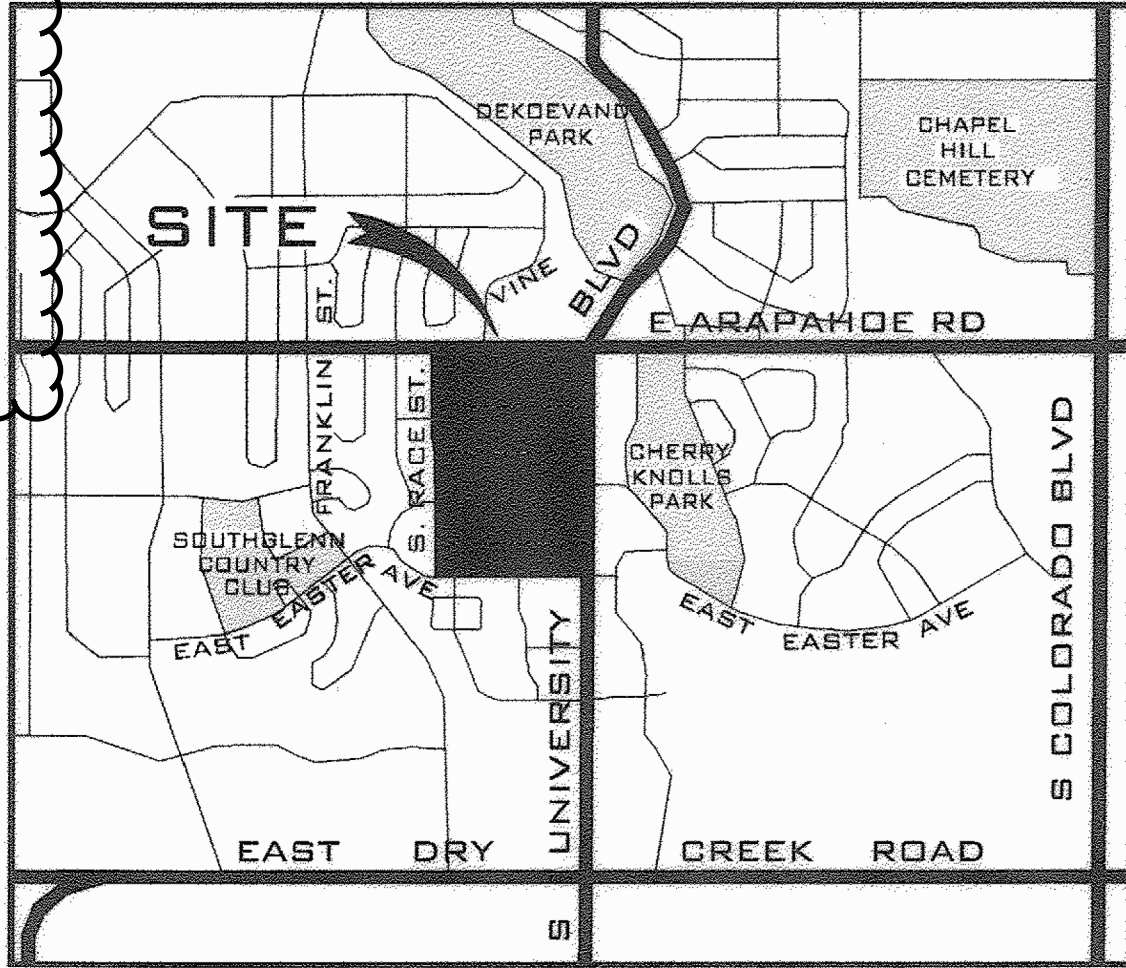 DEKOEVAND
PARK
CHAPEL
HILL
CEMETERY
SITE
VINE
BLVD
ST.
E ARAPAHOE RD
FRANKLIN
S. RACE ST.
CHERRY
KNOLLS
PARK
S COLORADO BLVD
SOUTHGLENN
COUNTRY
CLUB
EAST EASTER AVE
EAST EASTER AVE
S UNIVERSITY
EAST DRY CREEK ROAD